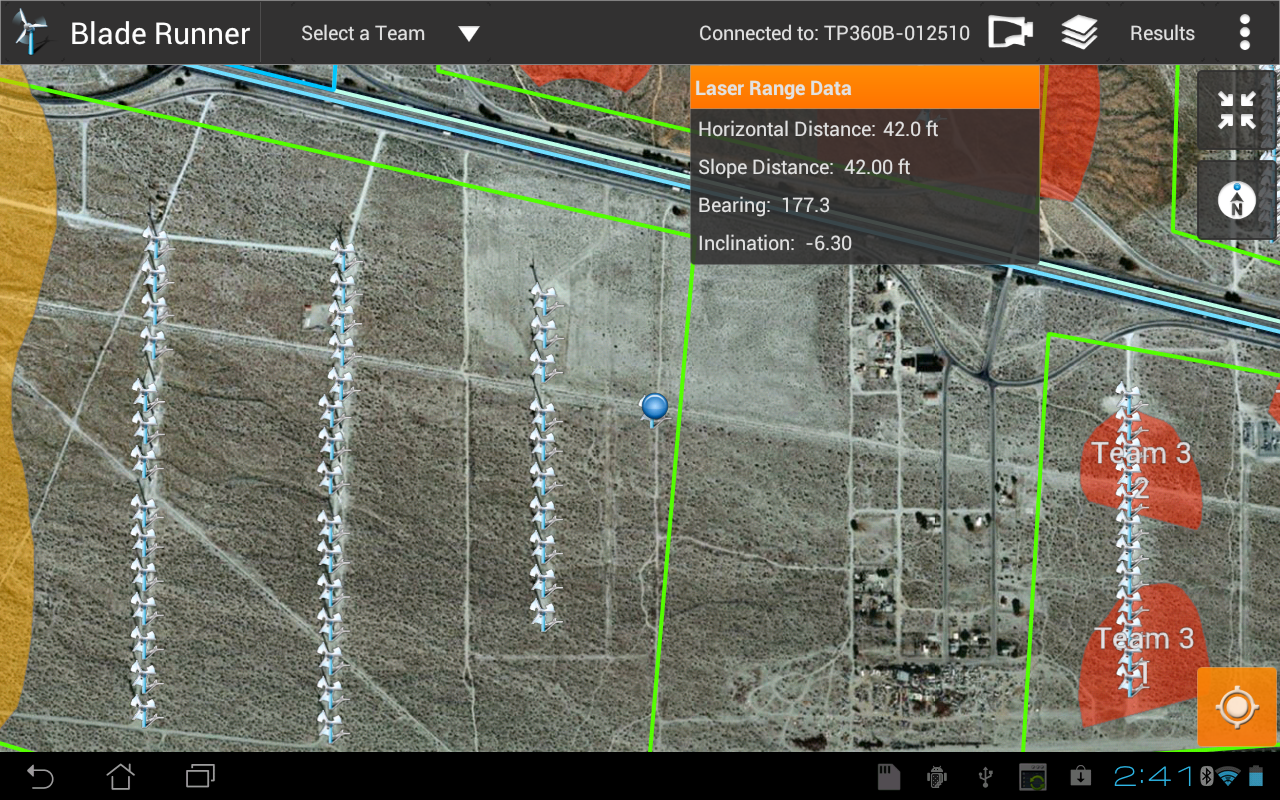 Blade Runner
Select a Team
Connected to: TP360B-012510
Results
Laser Range Data
Horizontal Distance: 42.0 ft
Slope Distance: 42.00 ft
Bearing: 177.3
Inclination: -6.30
N
Team 3
2
Team 3
1
2:41